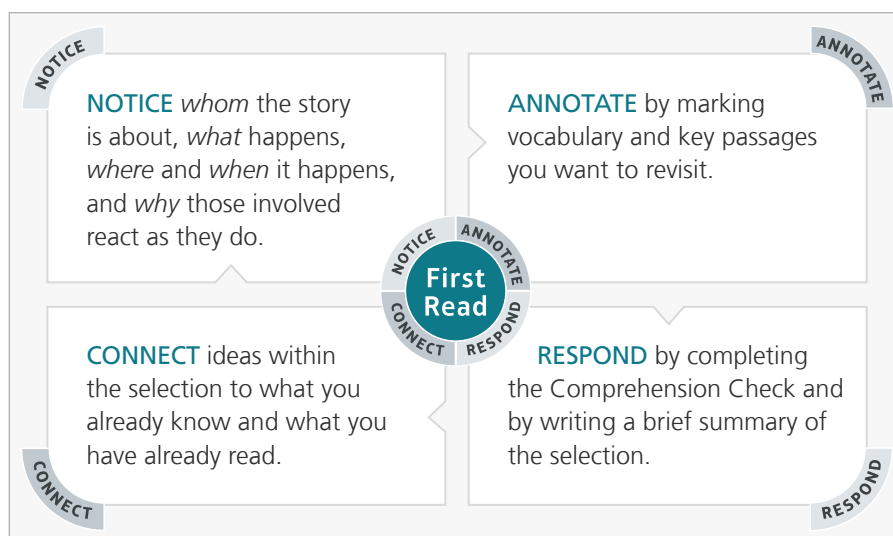 NOTICE
NOTICE whom the story
is about, what happens,
where and when it happens,
and why those involved
react as they do.
ANNOTATE
ANNOTATE by marking
vocabulary and key passages
you want to revisit.
NOTICE
ANNOTATE
First
Read
CONNECT
RESPOND
CONNECT ideas within
the selection to what you
already know and what you
have already read.
CONNECT
RESPOND by completing
the Comprehension Check and
by writing a brief summary of
the selection.
RESPOND